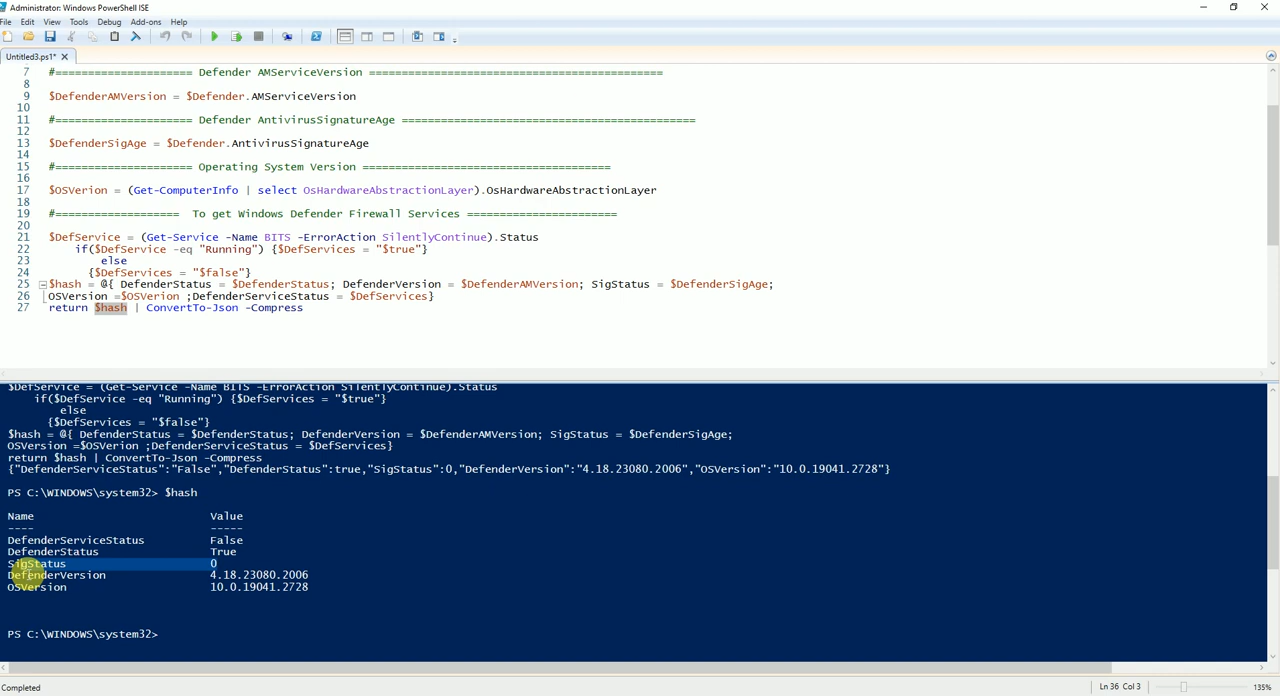 Administrator: Windows PowerShell ISE
File Edit View Tools Debug Add-ons Help
Untitled3.ps1*
7 #===================== Defender AMServiceVersion =============================================
8
9 $DefenderAMVersion = $Defender.AMServiceVersion
10
11 #===================== Defender AntivirusSignatureAge =============================================
12
13 $DefenderSigAge = $Defender.AntivirusSignatureAge
14
15 #===================== Operating System Version ======================================
16
17 $OSVerion = (Get-ComputerInfo | select OsHardwareAbstractionLayer).OsHardwareAbstractionLayer
18
19 #=================== To get Windows Defender Firewall Services =======================
20
21 $DefService = (Get-Service -Name BITS -ErrorAction SilentlyContinue).Status
22 if($DefService -eq "Running") {$DefServices = "$true"}
23 else
24 {$DefServices = "$false"}
25 $hash = @{ DefenderStatus = $DefenderStatus; DefenderVersion = $DefenderAMVersion; SigStatus = $DefenderSigAge;
26 OSVersion =$OSVerion ;DefenderServiceStatus = $DefServices}
27 return $hash | ConvertTo-Json -Compress
$DefService = (Get-Service -Name BITS -ErrorAction SilentlyContinue).Status
if($DefService -eq "Running") {$DefServices = "$true"}
else
{$DefServices = "$false"}
$hash = @{ DefenderStatus = $DefenderStatus; DefenderVersion = $DefenderAMVersion; SigStatus = $DefenderSigAge;
OSVersion =$OSVerion ;DefenderServiceStatus = $DefServices}
return $hash | ConvertTo-Json -Compress
{"DefenderServiceStatus":"False","DefenderStatus":true,"SigStatus":0,"DefenderVersion":"4.18.23080.2006","OSVersion":"10.0.19041.2728"}
PS C:\WINDOWS\system32> $hash
Name Value
---- -----
DefenderServiceStatus False
DefenderStatus True
SigStatus 0
DefenderVersion 4.18.23080.2006
OSVersion 10.0.19041.2728
PS C:\WINDOWS\system32>
Completed Ln 36 Col 3 135%